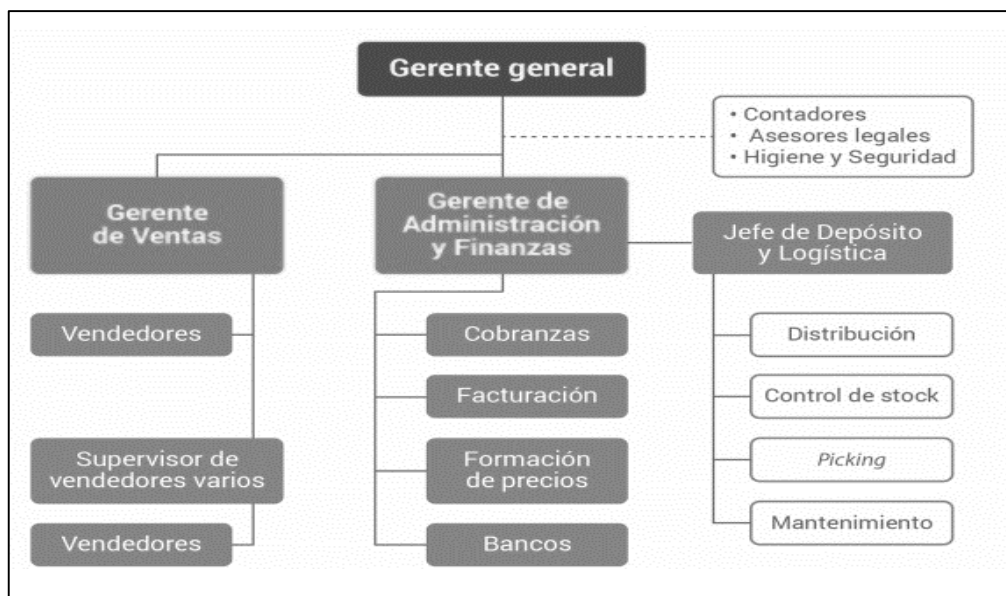 Gerente general
• Contadores
• Asesores legales
• Higiene y Seguridad
Gerente
de Ventas
Gerente de
Administración
y Finanzas
Jefe de Depósito
y Logística
Vendedores
Supervisor de
vendedores varios
Vendedores
Cobranzas
Facturación
Formación
de precios
Bancos
Distribución
Control de stock
Picking
Mantenimiento